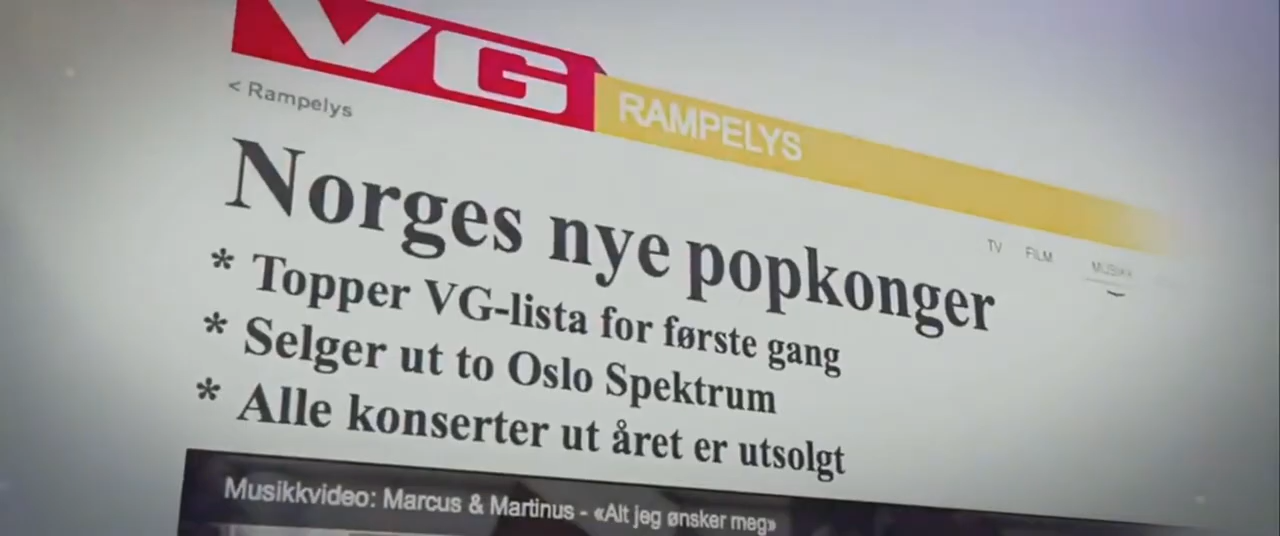 VG RAMPELYS
< Rampelys
TV FILM MUSIKK
Norges nye popkonger
* Topper VG-lista for første gang
* Selger ut to Oslo Spektrum
* Alle konserter ut året er utsolgt
Musikkvideo: Marcus & Martinus - «Alt jeg ønsker meg»